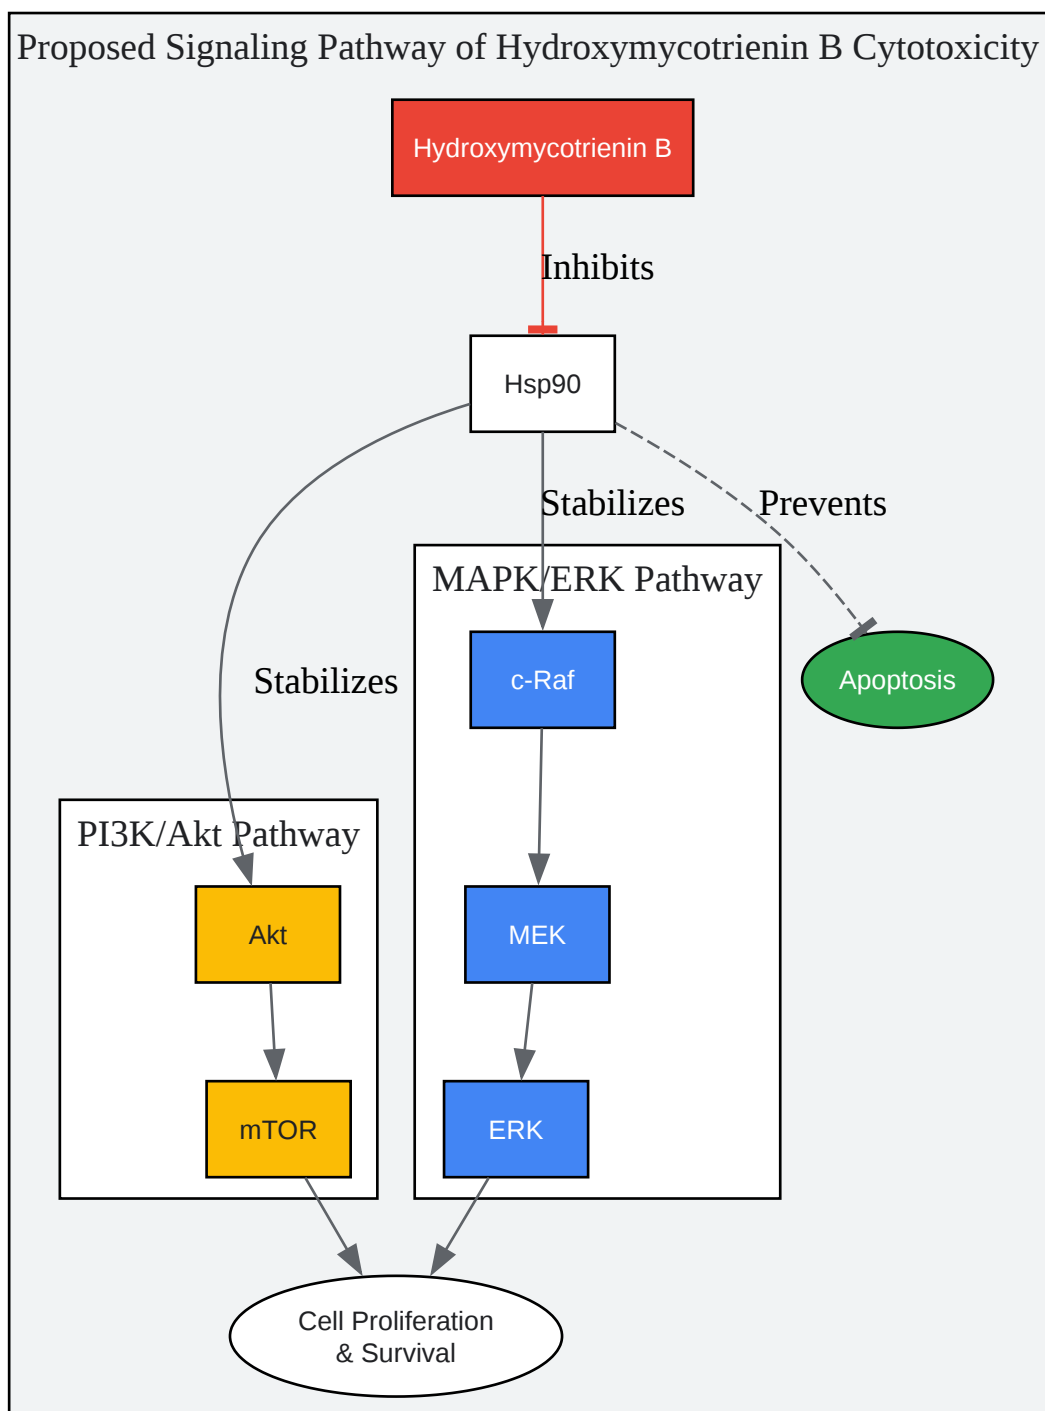 Proposed Signaling Pathway of Hydroxymycotrienin B Cytotoxicity
Hydroxymycotrienin B
Inhibits
Hsp90
Stabilizes
Prevents
MAPK/ERK Pathway
c-Raf
Apoptosis
Stabilizes
PI3K/Akt Pathway
Akt
MEK
mTOR
ERK
Cell Proliferation
& Survival